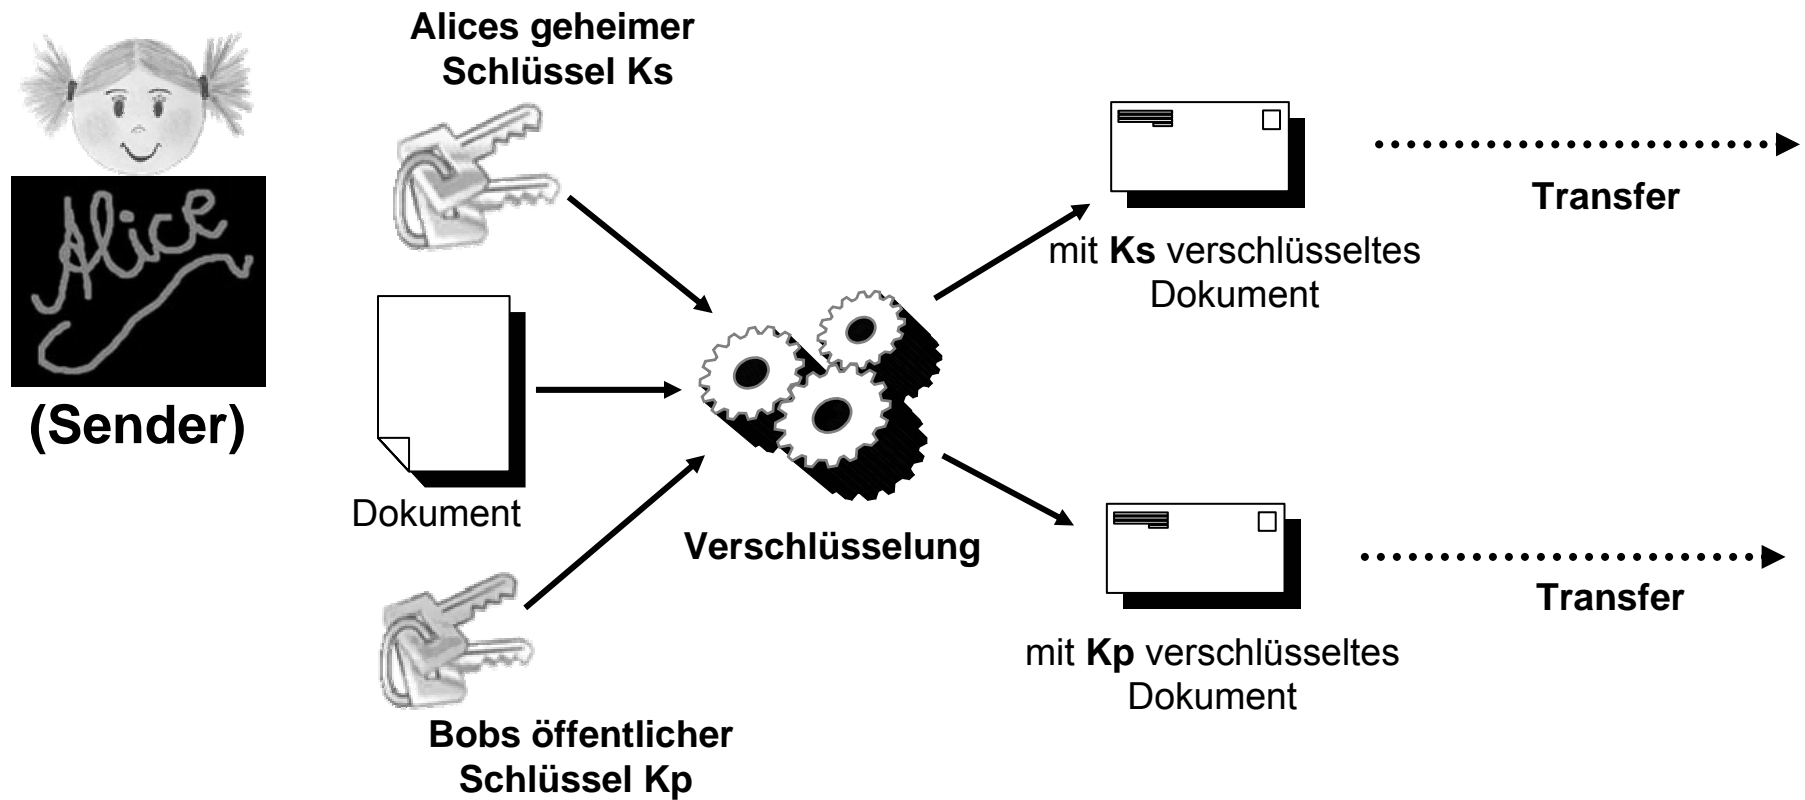 Alices geheimer
Schlüssel Ks
Alice
(Sender)
Dokument
Bobs öffentlicher
Schlüssel Kp
Verschlüsselung
mit Ks verschlüsseltes
Dokument
Transfer
mit Kp verschlüsseltes
Dokument
Transfer